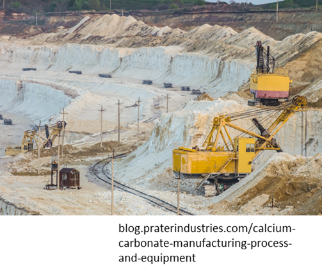 blog.praterindustries.com/calcium-
carbonate-manufacturing-process-
and-equipment